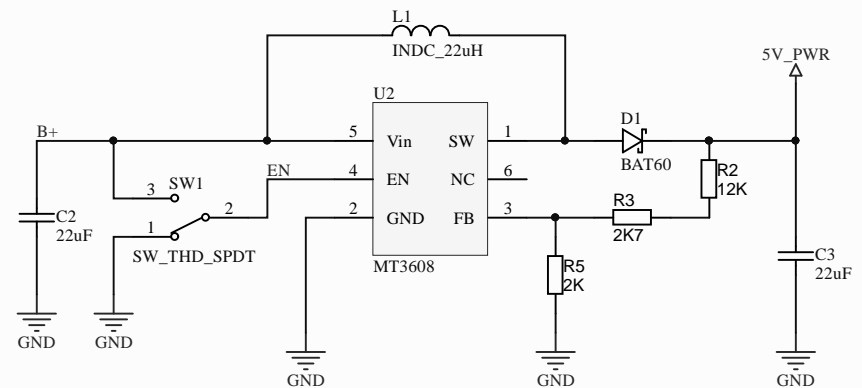 L1
INDC_22uH
5V_PWR
U2
B+
5
Vin
SW
1
D1
BAT60
3
SW1
EN
4
EN
NC
6
R2
12K
C2
22uF
1
2
SW_THD_SPDT
2
GND
FB
3
R3
2K7
MT3608
R5
2K
C3
22uF
GND
GND
GND
GND
GND